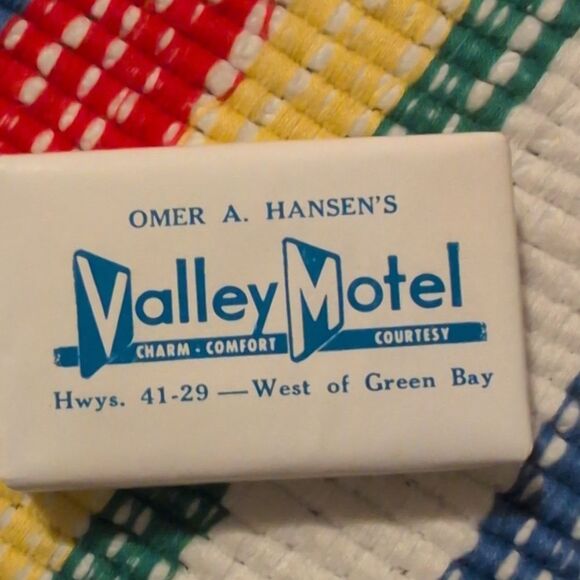 OMER A. HANSEN'S
Valley Motel
CHARM - COMFORT COURTESY
Hwys. 41-29 — West of Green Bay